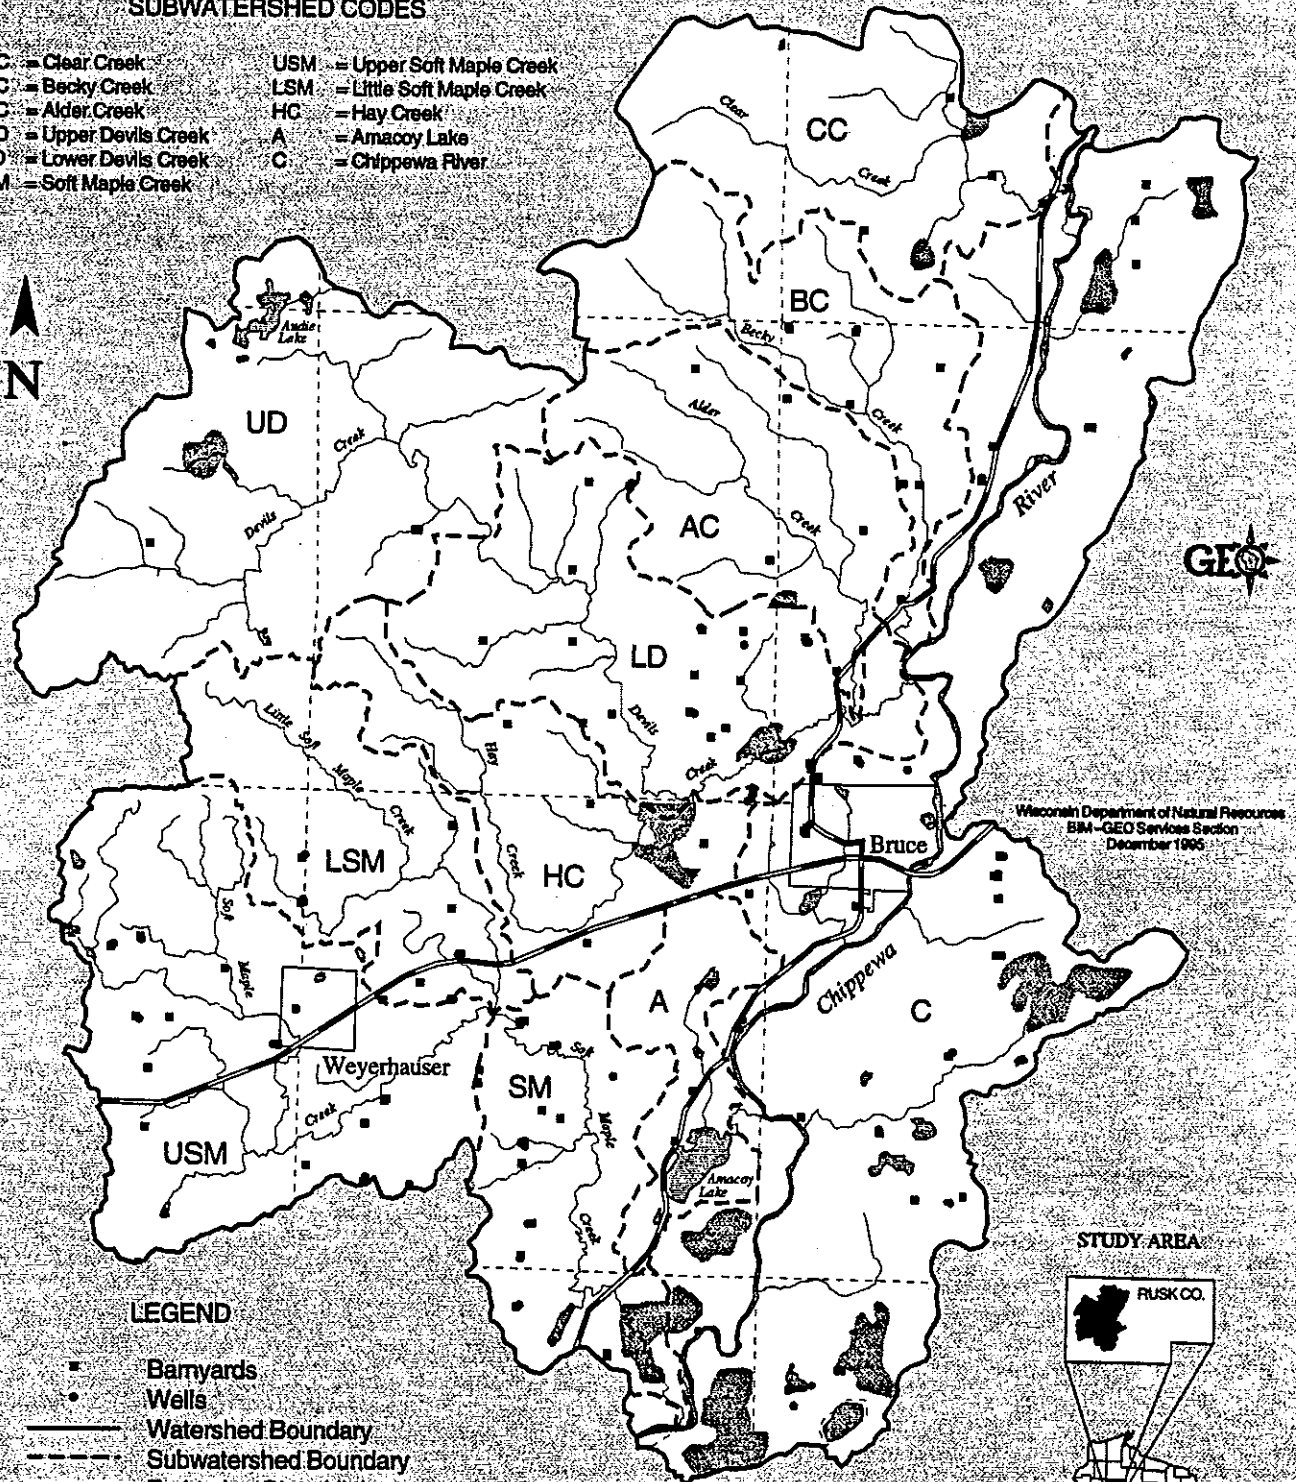 SUBWATERSHED CODES
C = Clear Creek
C = Becky Creek
C = Alder Creek
D = Upper Devils Creek
D = Lower Devils Creek
M = Soft Maple Creek
USM = Upper Soft Maple Creek
LSM = Little Soft Maple Creek
HC = Hay Creek
A = Amacoy Lake
C = Chippewa River
N
Clear
CC
Creek
BC
Becky
Creek
Audie
Lake
UD
Creek
Devils
Alder
Creek
AC
River
GEO
LD
Devils
Creek
Little
Soft
Maple
Creek
Hay
Creek
LSM
HC
Bruce
Wisconsin Department of Natural Resources
BIM-GEO Services Section
December 1995
Soft
Maple
Weyerhauser
Creek
USM
A
Chippewa
C
Soft
SM
Maple
Creek
Amacoy
Lake
STUDY AREA
RUSK CO.
LEGEND
Barnyards
Wells
Watershed Boundary
Subwatershed Boundary